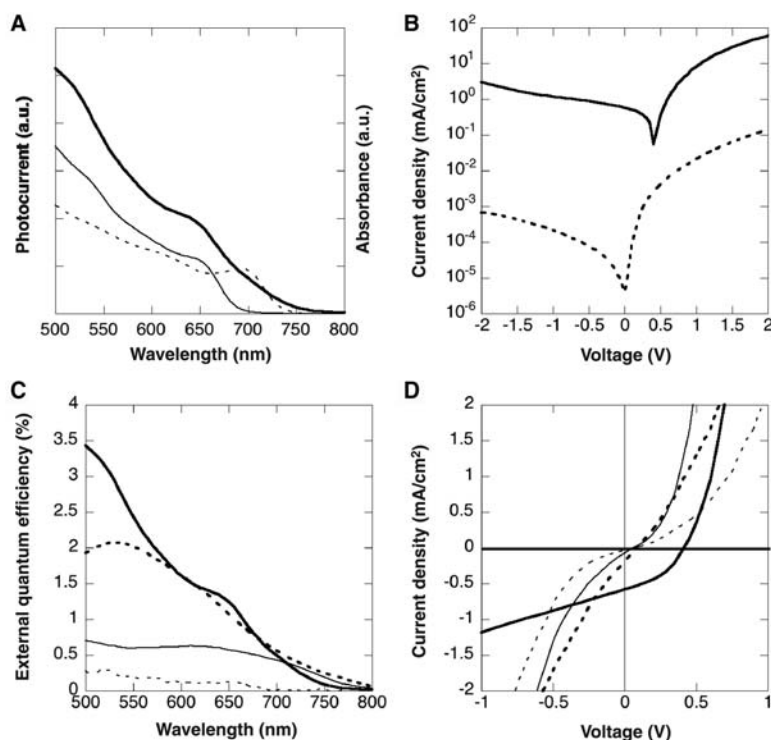 A
Photocurrent (a.u.)
Absorbance (a.u.)
500 550 600 650 700 750 800
Wavelength (nm)
B
Current density (mA/cm²)
10²
10¹
10⁰
10⁻¹
10⁻²
10⁻³
10⁻⁴
10⁻⁵
10⁻⁶
-2 -1.5 -1 -0.5 0 0.5 1 1.5 2
Voltage (V)
C
External quantum efficiency (%)
4
3.5
3
2.5
2
1.5
1
0.5
0
500 550 600 650 700 750 800
Wavelength (nm)
D
Current density (mA/cm²)
2
1.5
1
0.5
0
-0.5
-1
-1.5
-2
-1 -0.5 0 0.5 1
Voltage (V)